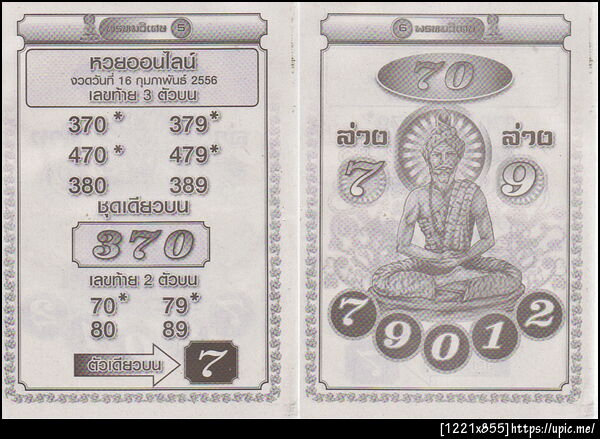 พรหมวิเศษ 5
หวยออนไลน์
งวดวันที่ 16 กุมภาพันธ์ 2556
เลขท้าย 3 ตัวบน
370* 379*
470* 479*
380 389
ชุดเดียวบน
370
เลขท้าย 2 ตัวบน
70* 79*
80 89
ตัวเดียวบน 7
6 พรหมวิเศษ
70
ล่าง ล่าง
7 9
7 9 0 1 2
[1221x855]https://upic.me/